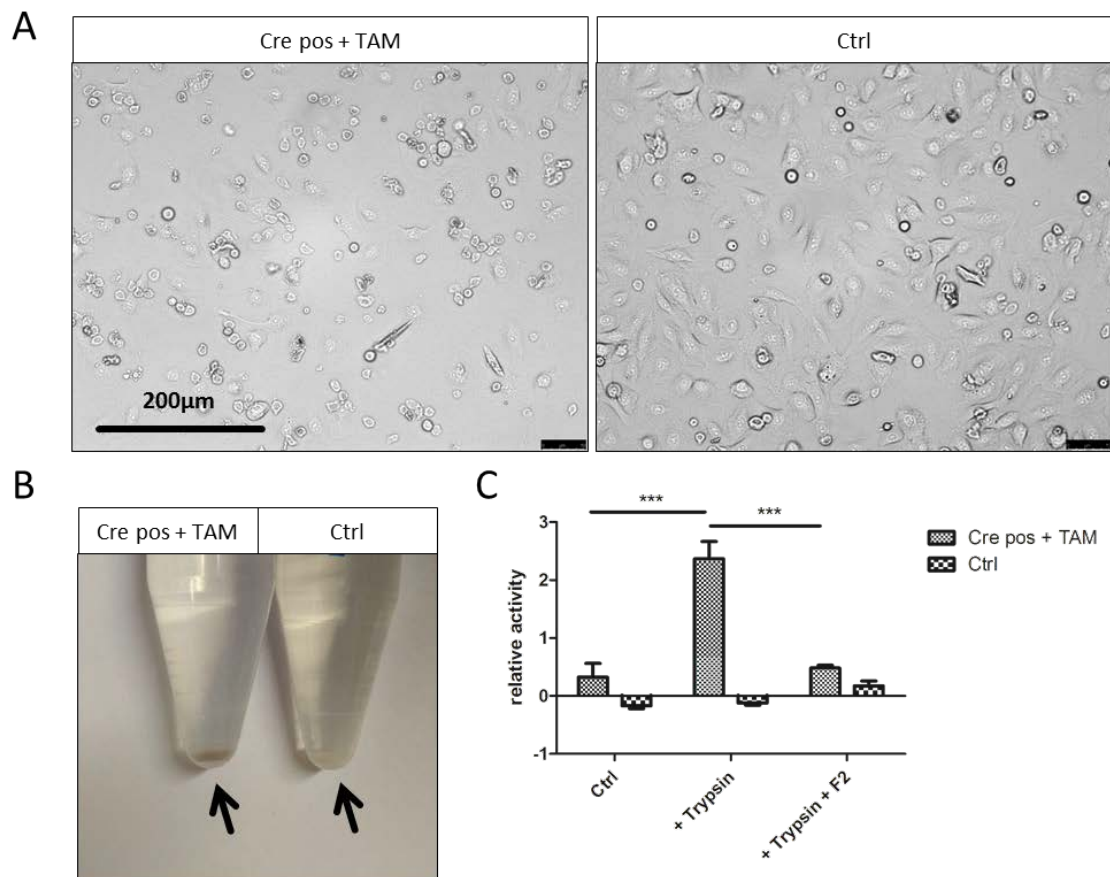 A
Cre pos + TAM
Ctrl
200µm
B
Cre pos + TAM
Ctrl
C
***
***
3
2
1
0
-1
relative activity
Cre pos + TAM
Ctrl
Ctrl
+ Trypsin
+ Trypsin + F2